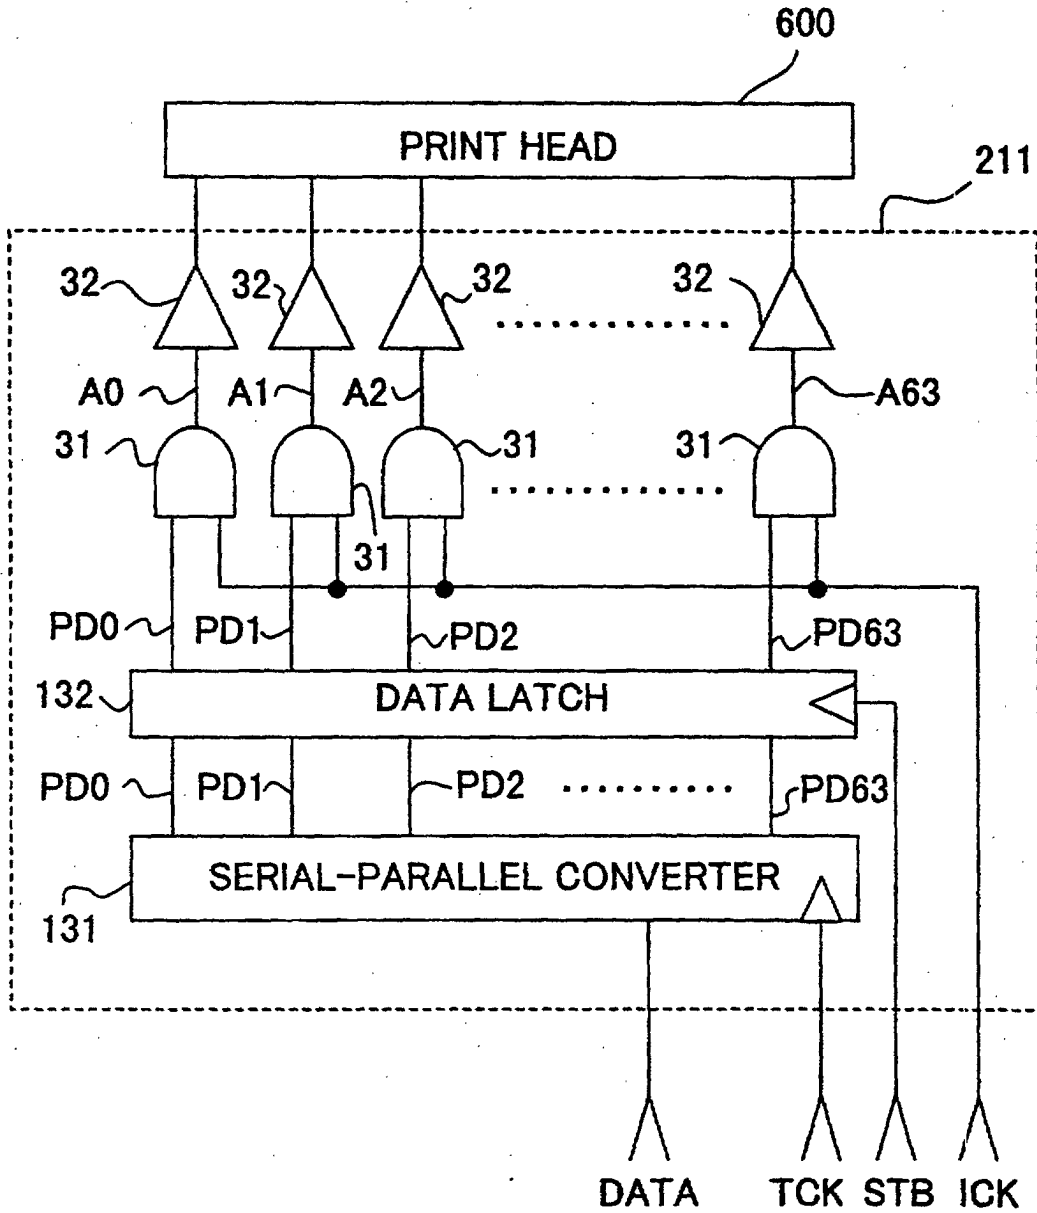 600
PRINT HEAD
211
32 32 32 32
A0 A1 A2 A63
31 31 31
31
PD0 PD1 PD2 PD63
132 DATA LATCH
PD0 PD1 PD2 PD63
SERIAL-PARALLEL CONVERTER
131
DATA TCK STB ICK